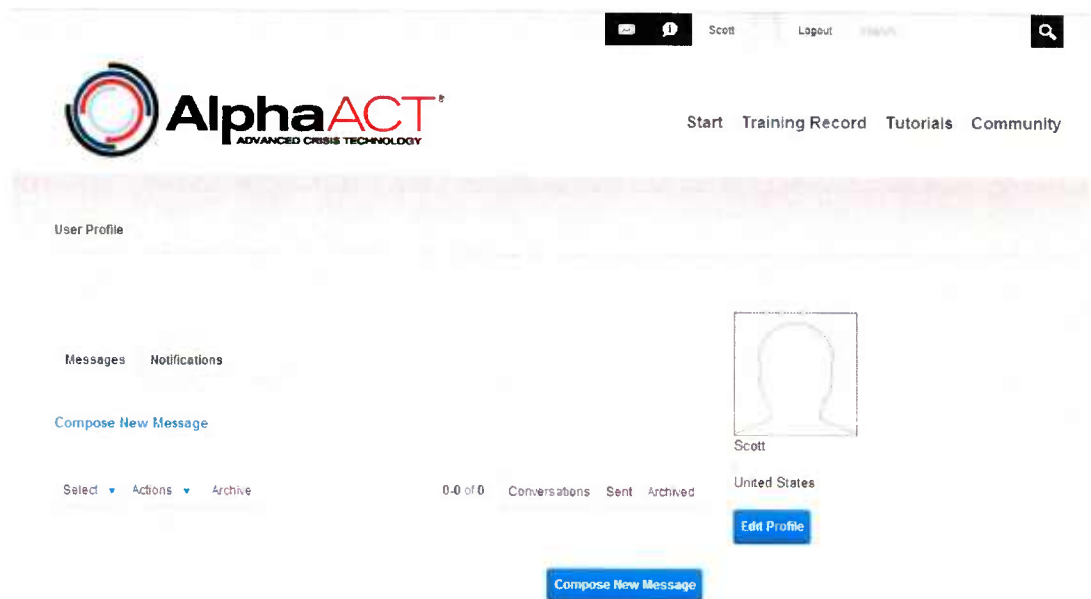 Scott Logout
AlphaACT®
ADVANCED CRISIS TECHNOLOGY
Start Training Record Tutorials Community
User Profile
Messages Notifications
Compose New Message
Scott
Select Actions Archive 0-0 of 0 Conversations Sent Archived
United States
Edit Profile
Compose New Message